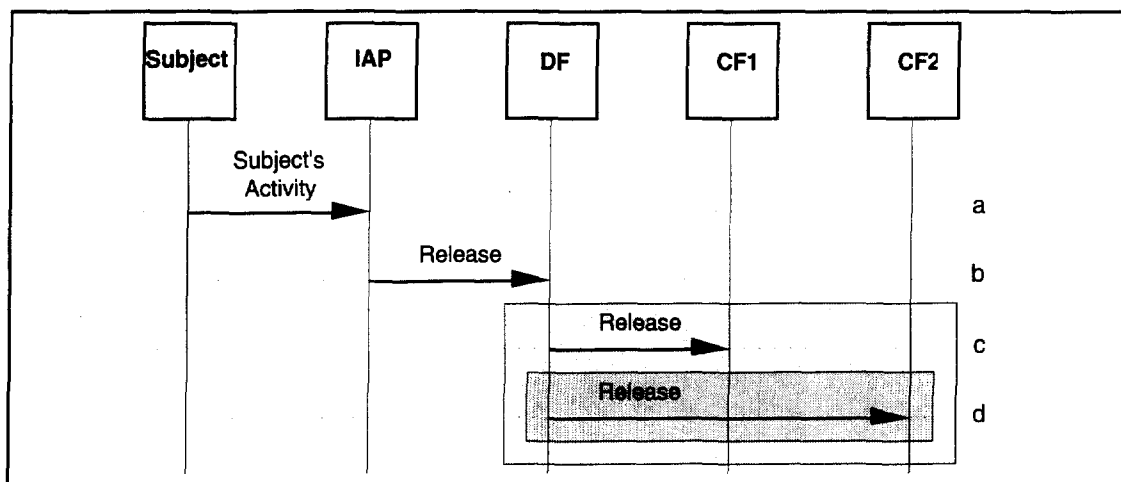 Subject IAP DF CF1 CF2
Subject's
Activity
a
Release
b
Release
c
Release
d